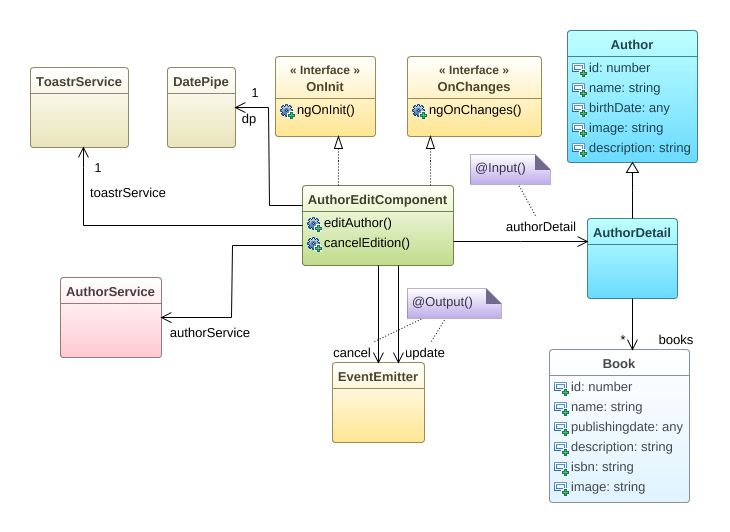 ToastrService
DatePipe
1
dp
« Interface »
OnInit
ngOnInit()
« Interface »
OnChanges
ngOnChanges()
Author
id: number
name: string
birthDate: any
image: string
description: string
1
toastrService
@Input()
AuthorEditComponent
editAuthor()
cancelEdition()
authorDetail
AuthorDetail
AuthorService
authorService
@Output()
cancel
update
EventEmitter
* books
Book
id: number
name: string
publishingdate: any
description: string
isbn: string
image: string